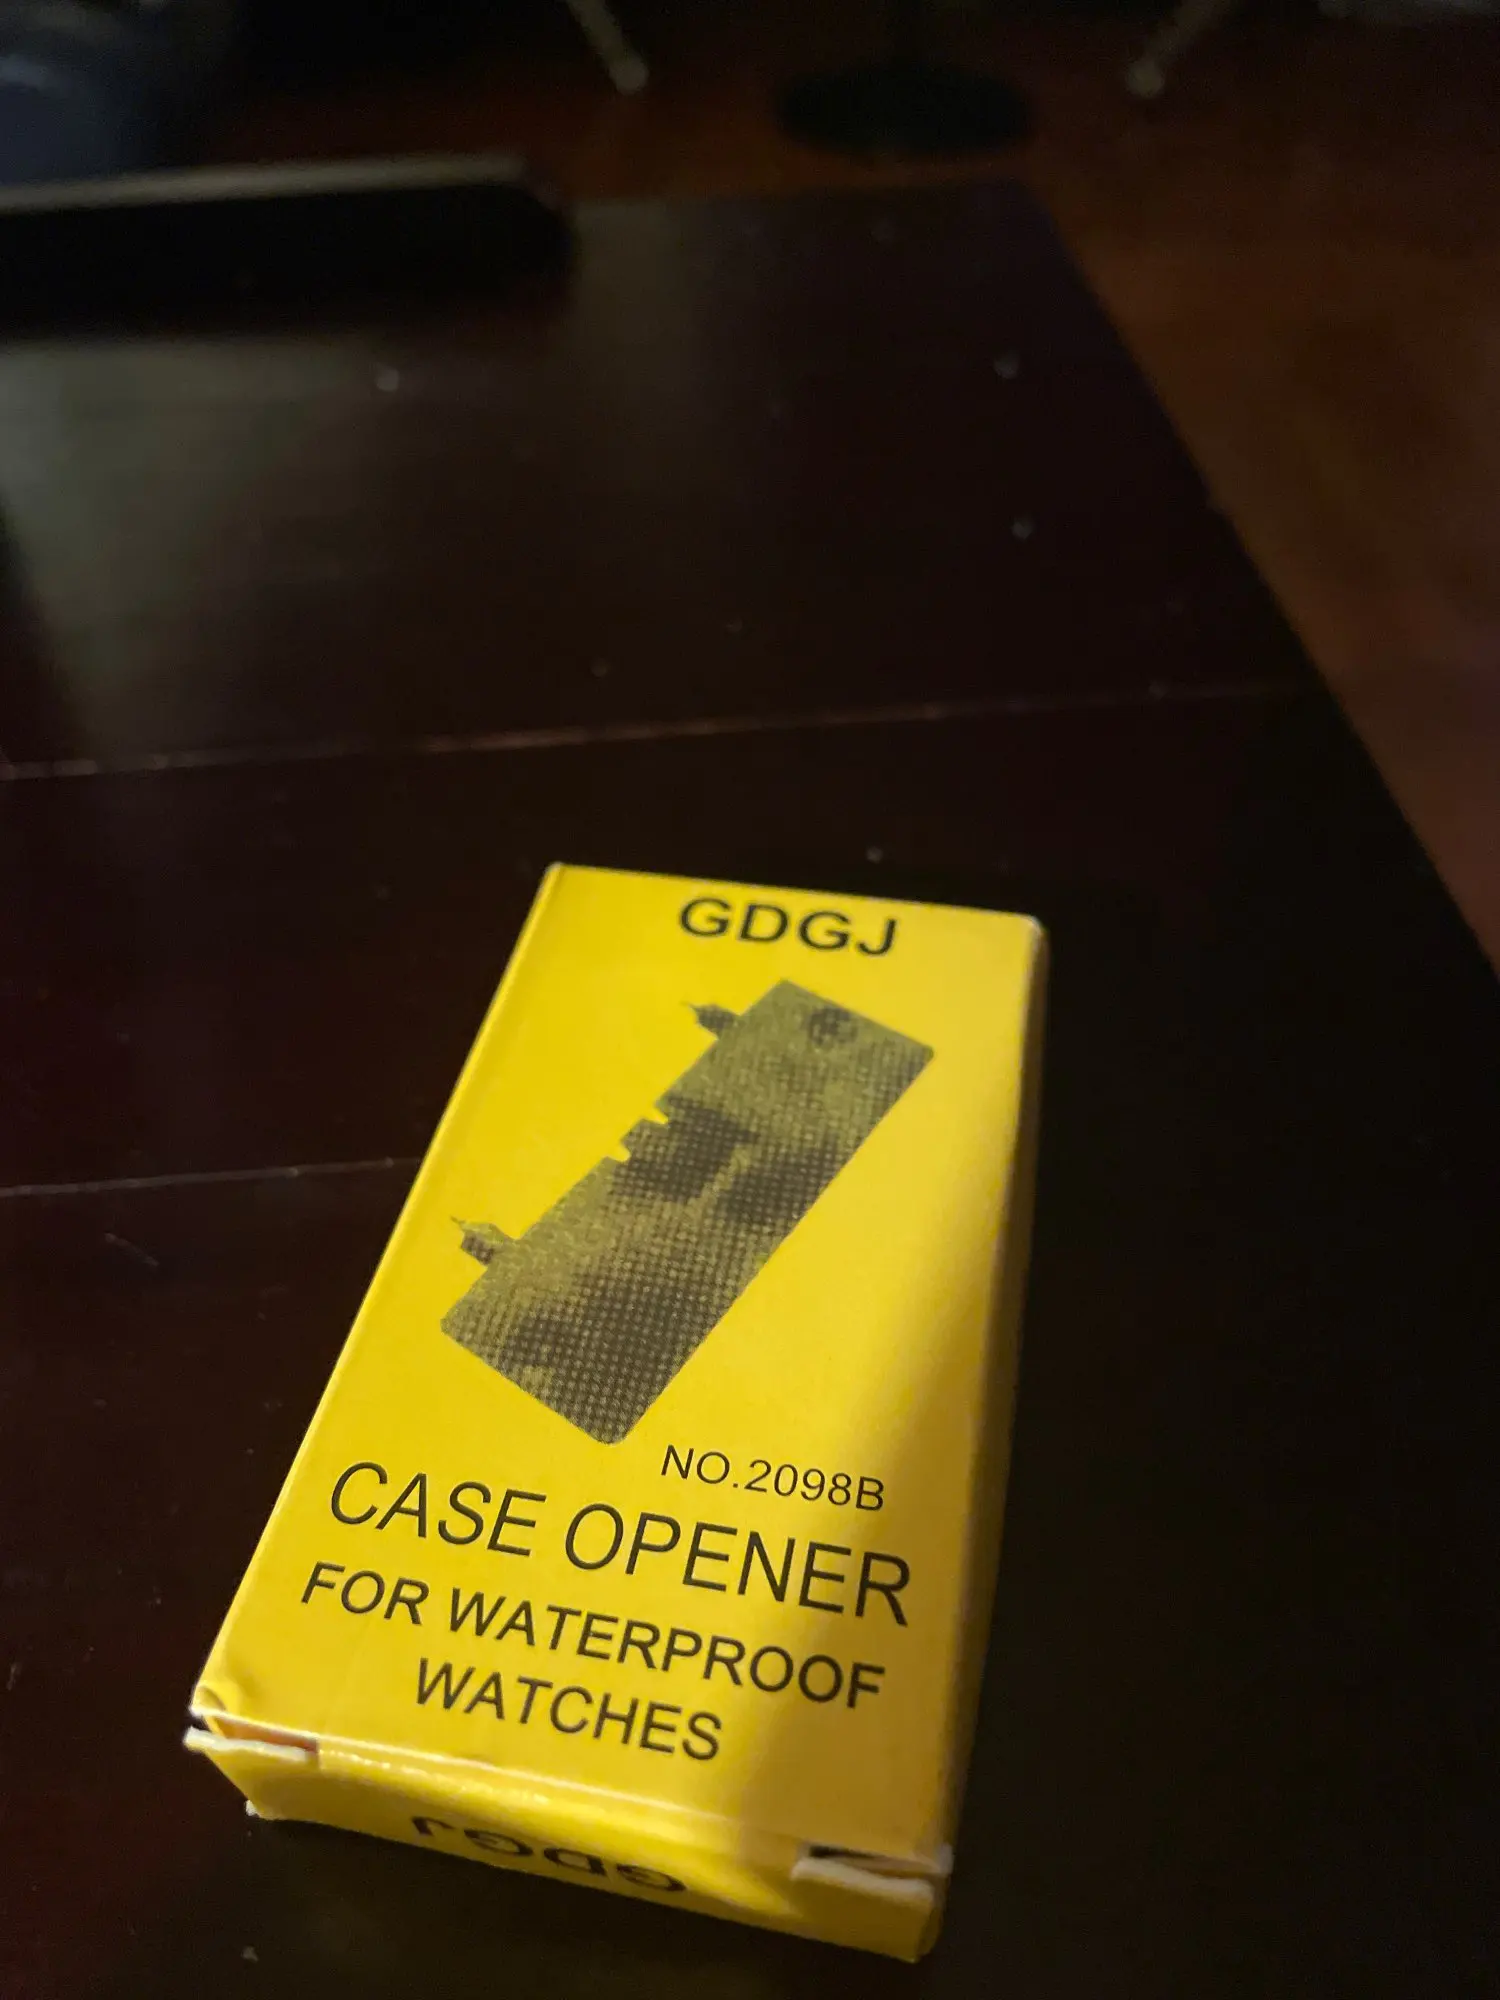 GDGJ
NO.2098B
CASE OPENER
FOR WATERPROOF
WATCHES
GDGJ